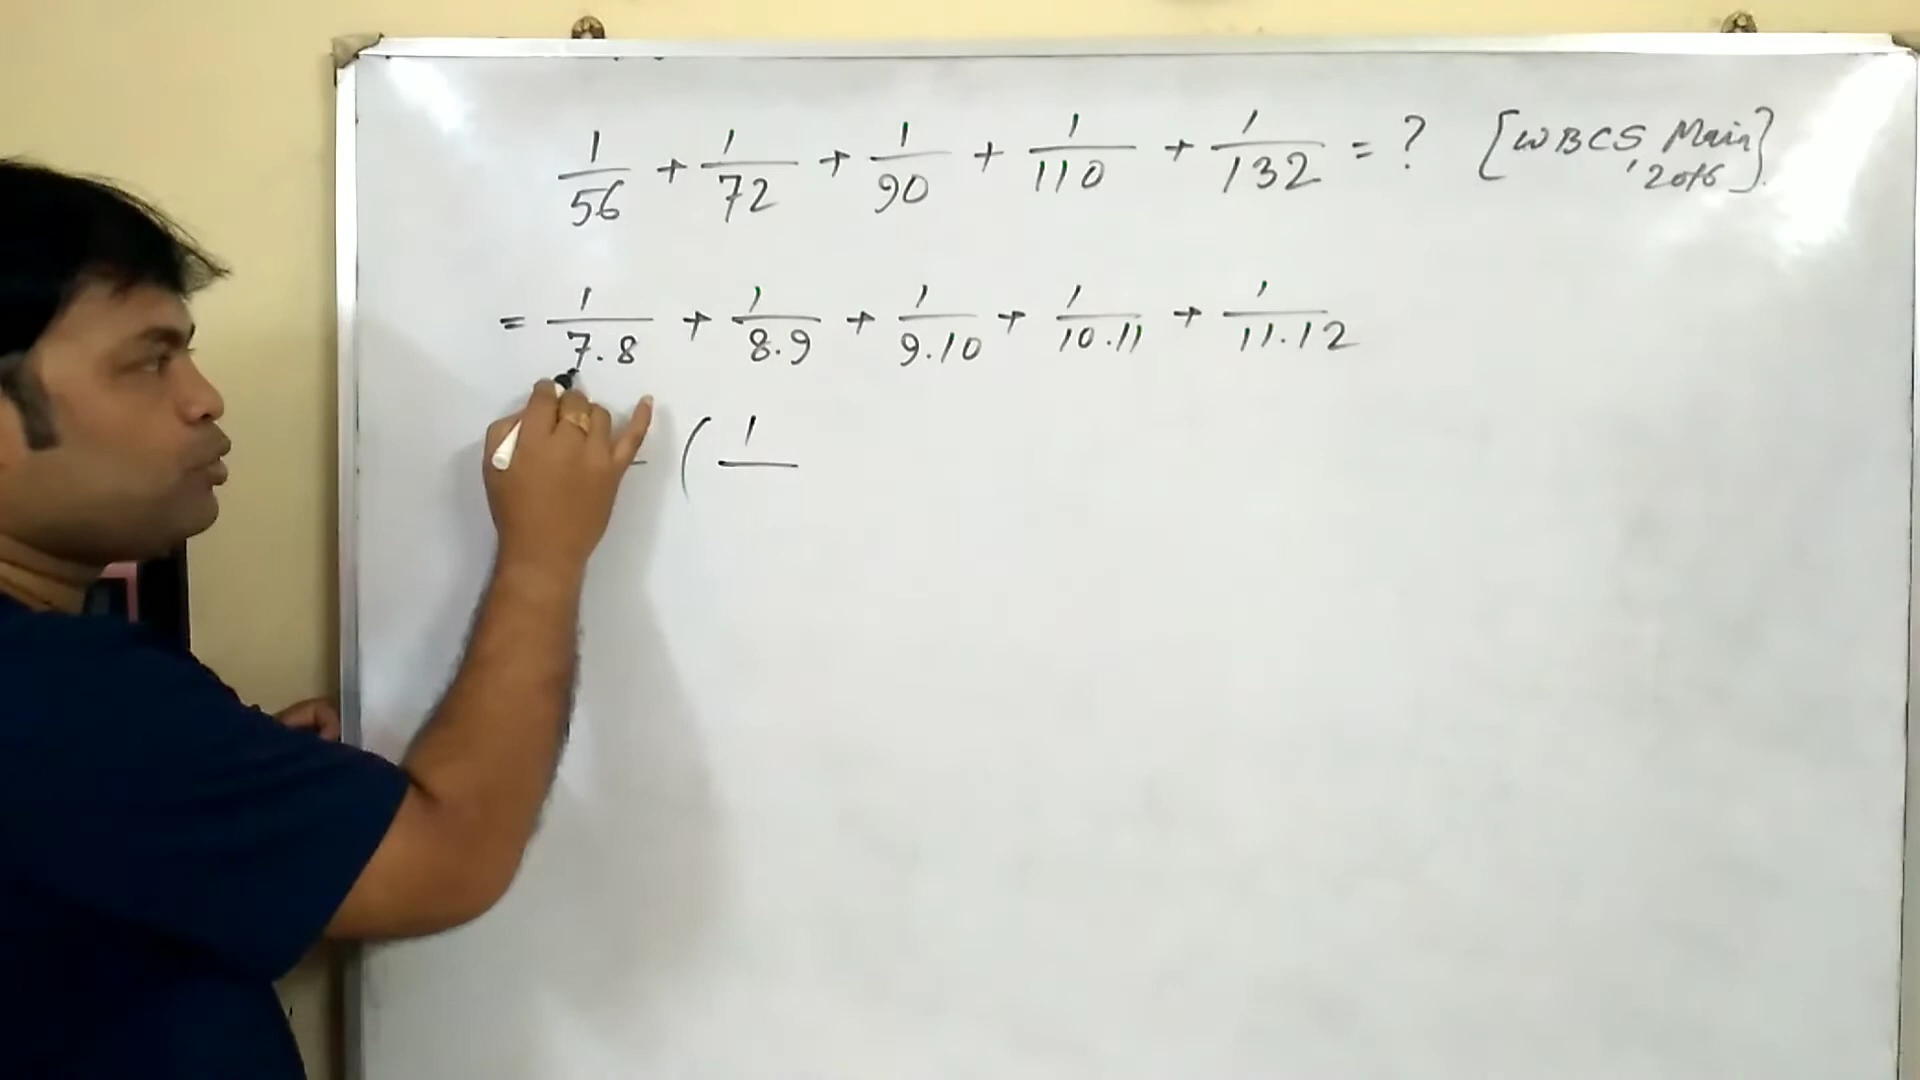 1/56 + 1/72 + 1/90 + 1/110 + 1/132 = ? [WBCS Main, 2016].
= 1/7.8 + 1/8.9 + 1/9.10 + 1/10.11 + 1/11.12
( 1/